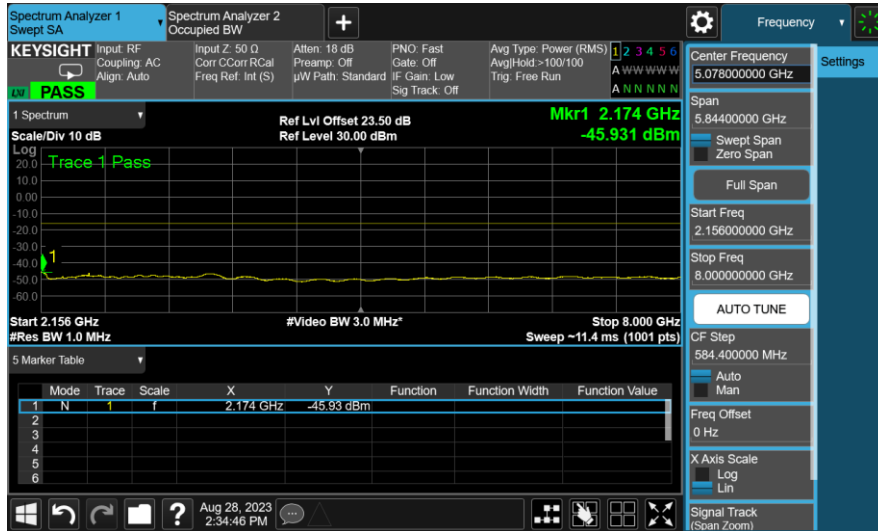 Spectrum Analyzer 1
Swept SA
Spectrum Analyzer 2
Occupied BW
+
Frequency
KEYSIGHT
Input: RF
Coupling: AC
Align: Auto
Input Z: 50 Ω
Corr CCorr RCal
Freq Ref: Int (S)
Atten: 18 dB
Preamp: Off
µW Path: Standard
PNO: Fast
Gate: Off
IF Gain: Low
Sig Track: Off
Avg Type: Power (RMS)
Avg|Hold:>100/100
Trig: Free Run
1 2 3 4 5 6
A W W W W W
A N N N N N
LXI
PASS
1 Spectrum
Scale/Div 10 dB
Ref Lvl Offset 23.50 dB
Ref Level 30.00 dBm
Mkr1 2.174 GHz
-45.931 dBm
Log
Trace 1 Pass
20.0
10.0
0.00
-10.0
-20.0
-30.0
-40.0
-50.0
-60.0
1
Start 2.156 GHz
#Res BW 1.0 MHz
#Video BW 3.0 MHz*
Stop 8.000 GHz
Sweep ~11.4 ms (1001 pts)
5 Marker Table
Mode Trace Scale X Y Function Function Width Function Value
1 N 1 f 2.174 GHz -45.93 dBm
2
3
4
5
6
Center Frequency
5.078000000 GHz
Settings
Span
5.84400000 GHz
Swept Span
Zero Span
Full Span
Start Freq
2.156000000 GHz
Stop Freq
8.000000000 GHz
AUTO TUNE
CF Step
584.400000 MHz
Auto
Man
Freq Offset
0 Hz
X Axis Scale
Log
Lin
Signal Track
(Span Zoom)
?
Aug 28, 2023
2:34:46 PM